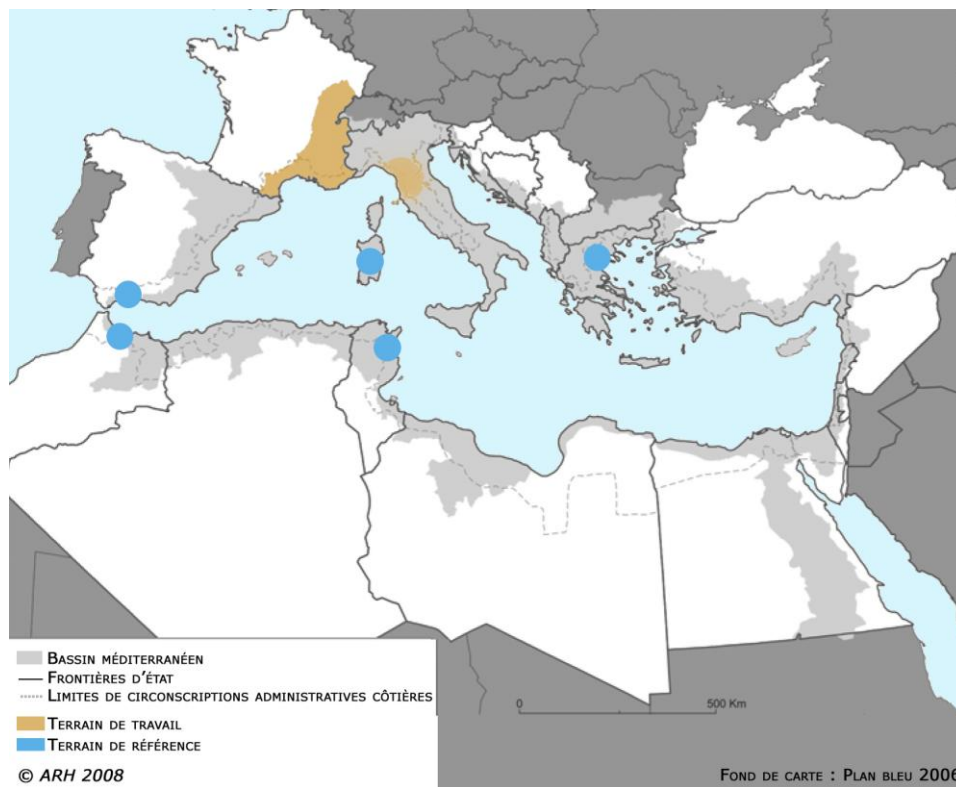 BASSIN MÉDITERRANÉEN
FRONTIÈRES D'ÉTAT
LIMITES DE CIRCONSCRIPTIONS ADMINISTRATIVES CÔTIÈRES
TERRAIN DE TRAVAIL
TERRAIN DE RÉFÉRENCE
© ARH 2008
0 500 KM
FOND DE CARTE : PLAN BLEU 2006